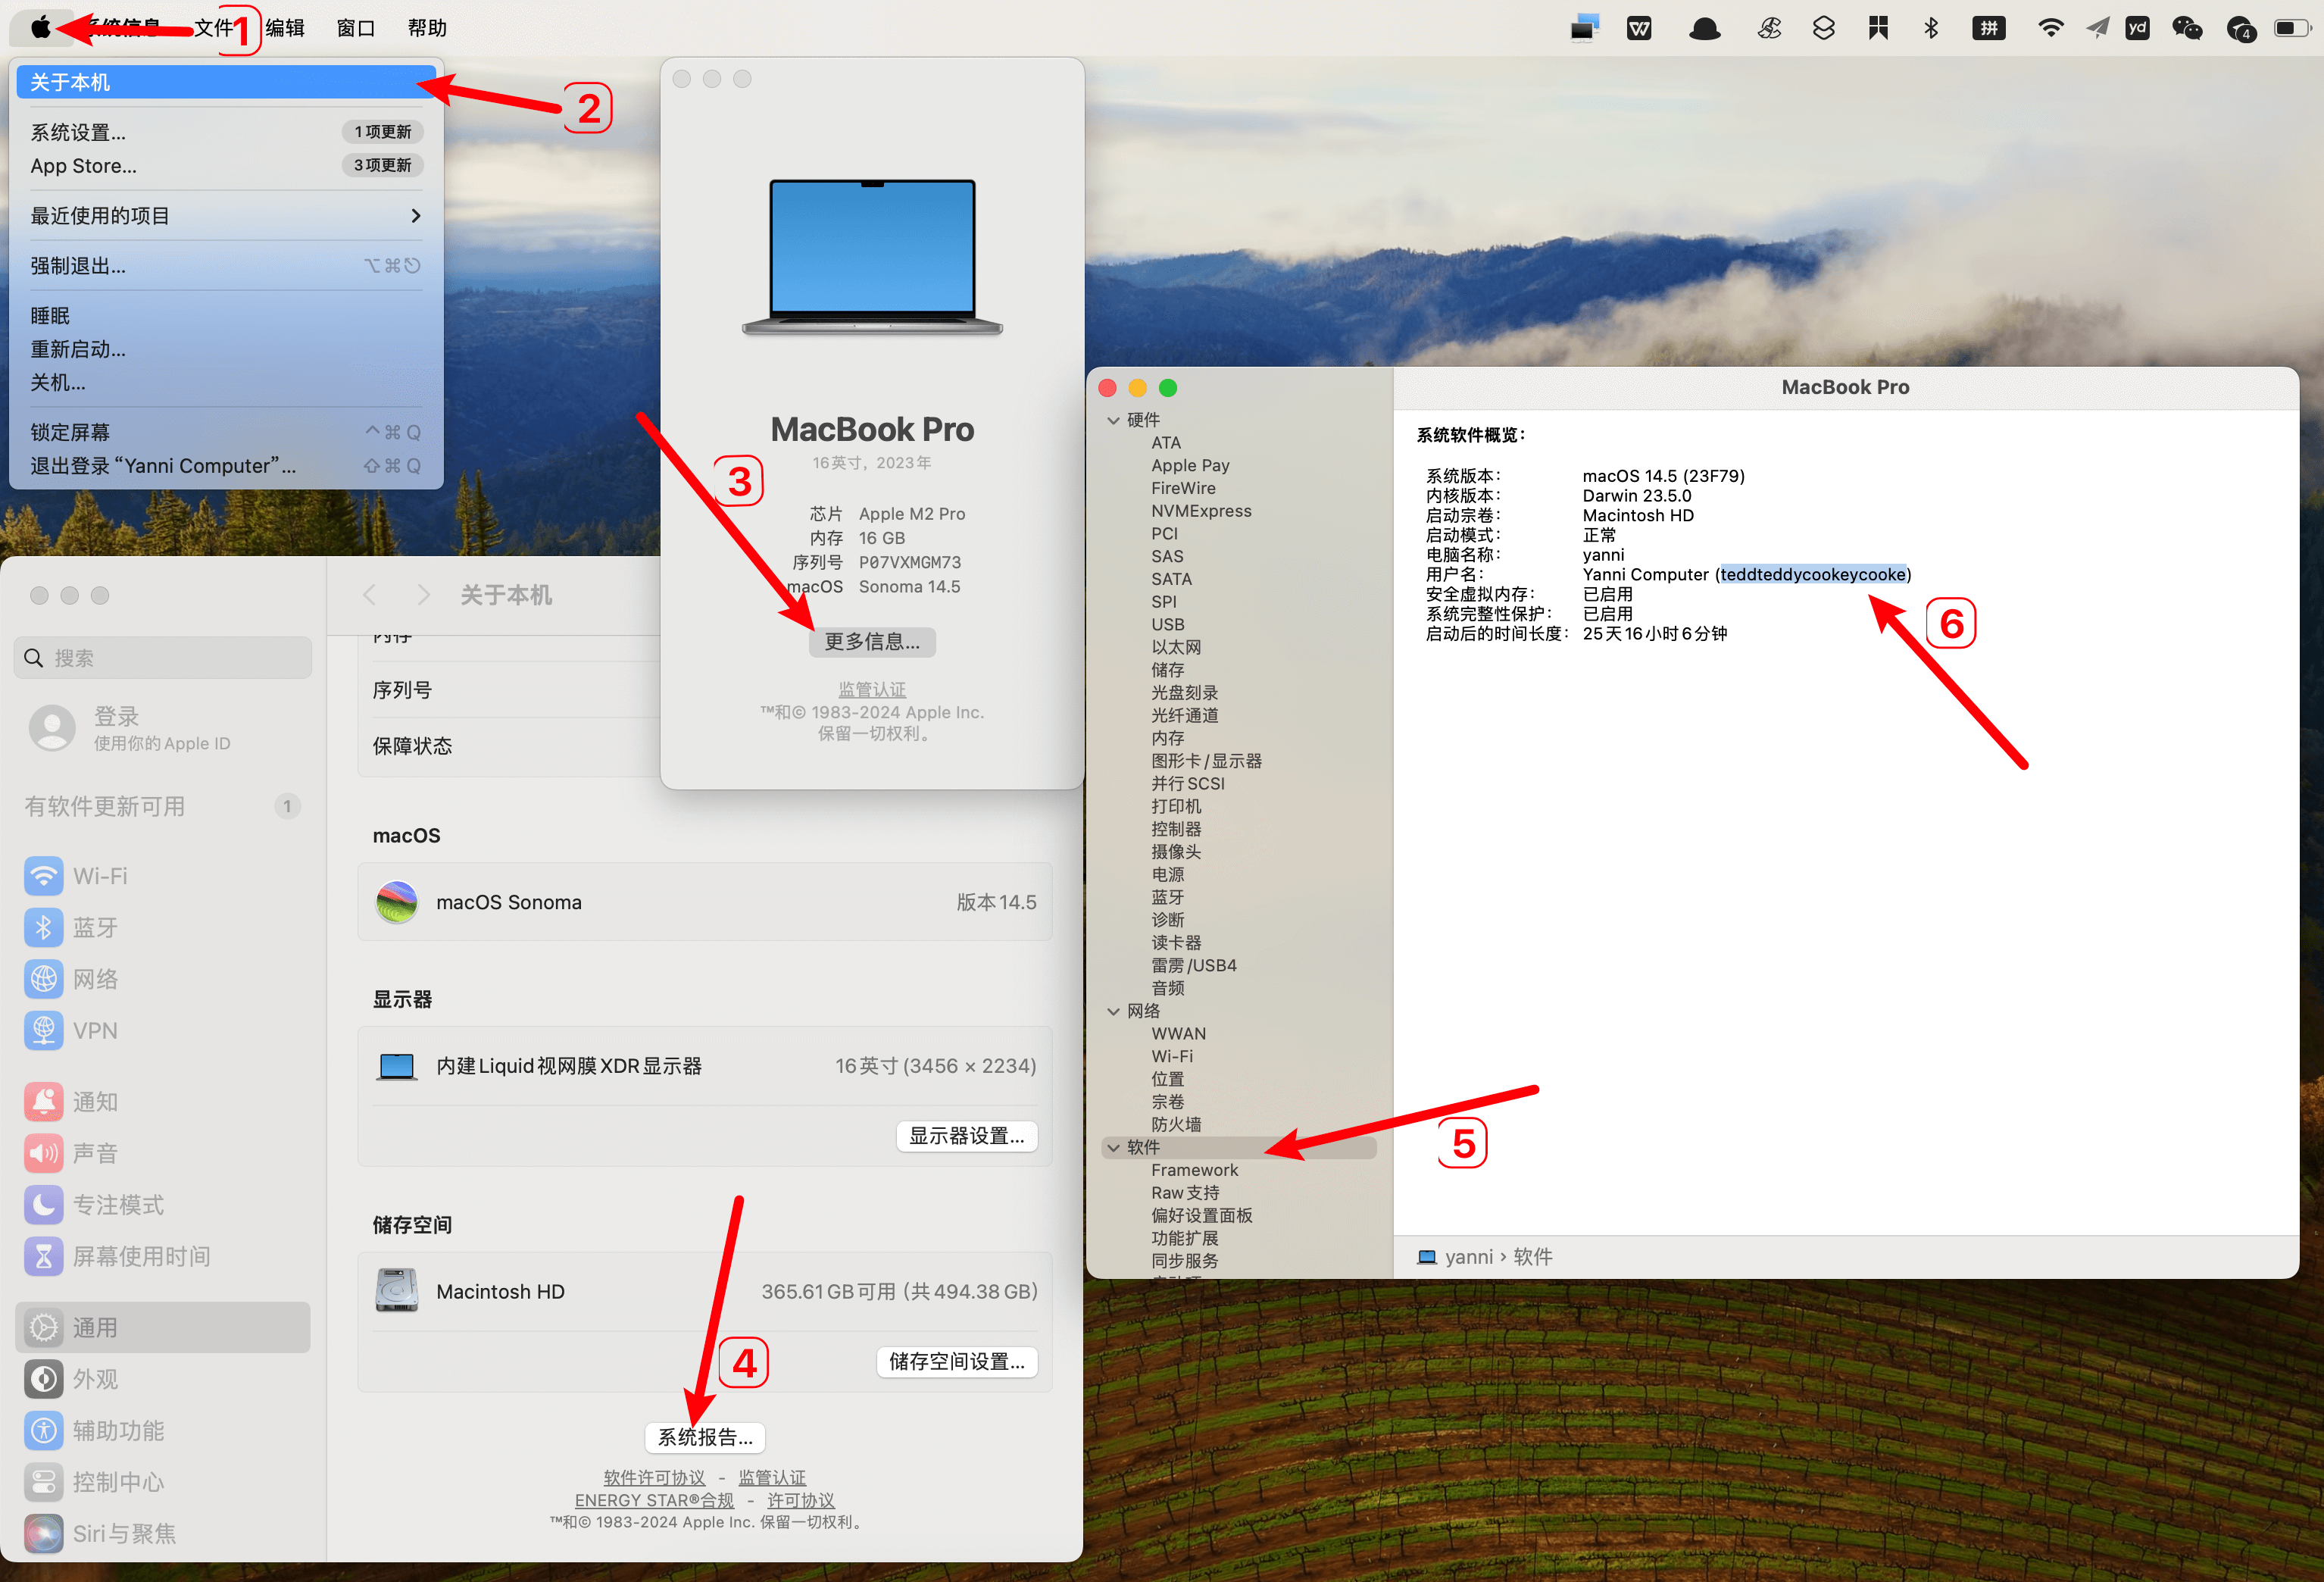 文件 编辑 窗口 帮助
1
W
拼
yd
4
关于本机
2
系统设置... 1项更新
App Store... 3项更新
最近使用的项目
强制退出... ⌥⌘⎋
睡眠
重新启动...
关机...
锁定屏幕 ^⌘Q
退出登录 “Yanni Computer”... ⇧⌘Q
MacBook Pro
16英寸，2023年
3
芯片 Apple M2 Pro
内存 16 GB
序列号 P07VXMGM73
macOS Sonoma 14.5
更多信息...
监管认证
™和© 1983-2024 Apple Inc.
保留一切权利。
搜索
登录
使用你的 Apple ID
有软件更新可用 1
Wi-Fi
蓝牙
网络
VPN
通知
声音
专注模式
屏幕使用时间
通用
外观
辅助功能
控制中心
Siri与聚焦
关于本机
内存
序列号
保障状态
macOS
macOS Sonoma 版本 14.5
显示器
内建 Liquid 视网膜 XDR 显示器 16英寸 (3456 × 2234)
显示器设置...
储存空间
Macintosh HD 365.61 GB 可用（共 494.38 GB）
储存空间设置...
4
系统报告...
软件许可协议 - 监管认证
ENERGY STAR®合规 - 许可协议
™和© 1983-2024 Apple Inc. 保留一切权利。
MacBook Pro
硬件
ATA
Apple Pay
FireWire
NVMExpress
PCI
SAS
SATA
SPI
USB
以太网
储存
光盘刻录
光纤通道
内存
图形卡/显示器
并行 SCSI
打印机
控制器
摄像头
电源
蓝牙
诊断
读卡器
雷雳/USB4
音频
网络
WWAN
Wi-Fi
位置
宗卷
防火墙
软件
Framework
Raw 支持
偏好设置面板
功能扩展
同步服务
5
系统软件概览：
系统版本： macOS 14.5 (23F79)
内核版本： Darwin 23.5.0
启动宗卷： Macintosh HD
启动模式： 正常
电脑名称： yanni
用户名： Yanni Computer (teddteddycookeycooke)
安全虚拟内存： 已启用
系统完整性保护： 已启用
启动后的时间长度： 25天16小时6分钟
6
yanni › 软件